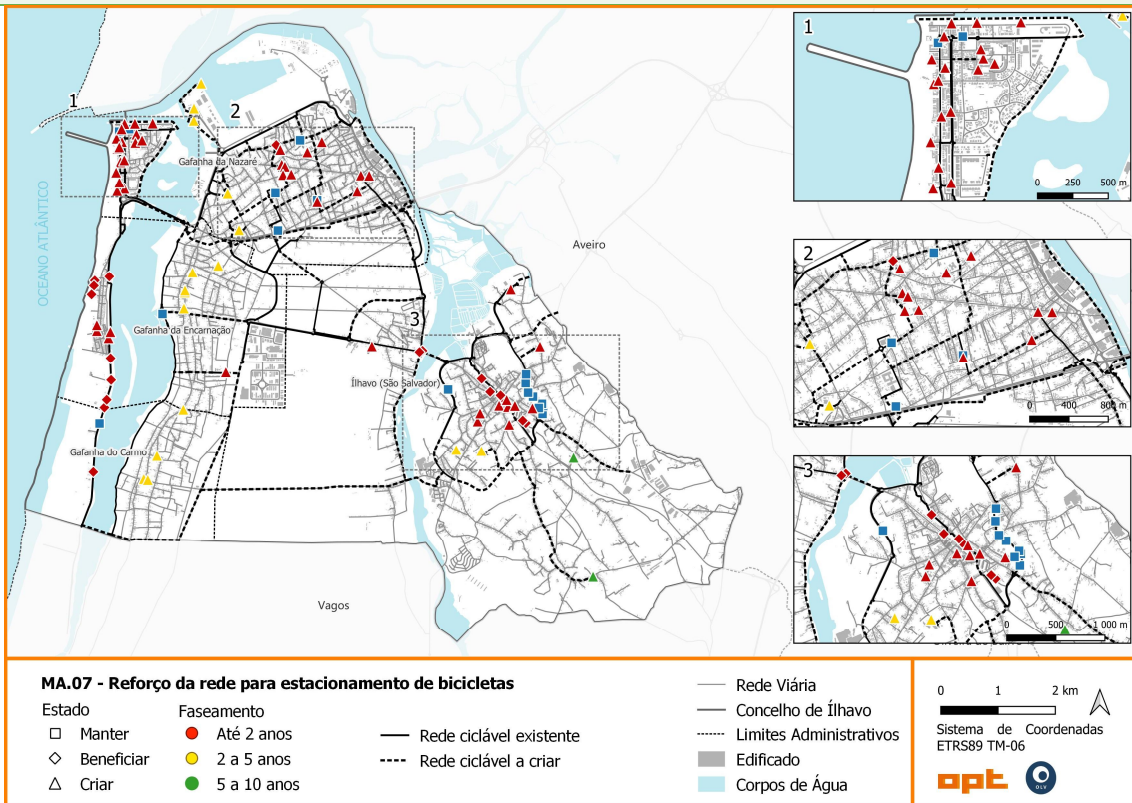 1
2
Gafanha da Nazaré
OCEANO ATLÂNTICO
Aveiro
3
Gafanha da Encarnação
Ílhavo (São Salvador)
Gafanha do Carmo
Vagos
1
0 250 500 m
2
0 400 800 m
3
0 500 1 000 m
MA.07 - Reforço da rede para estacionamento de bicicletas
Estado
Manter
Beneficiar
Criar
Faseamento
Até 2 anos
2 a 5 anos
5 a 10 anos
Rede ciclável existente
Rede ciclável a criar
Rede Viária
Concelho de Ílhavo
Limites Administrativos
Edificado
Corpos de Água
0 1 2 km
Sistema de Coordenadas
ETRS89 TM-06
opt
OLV